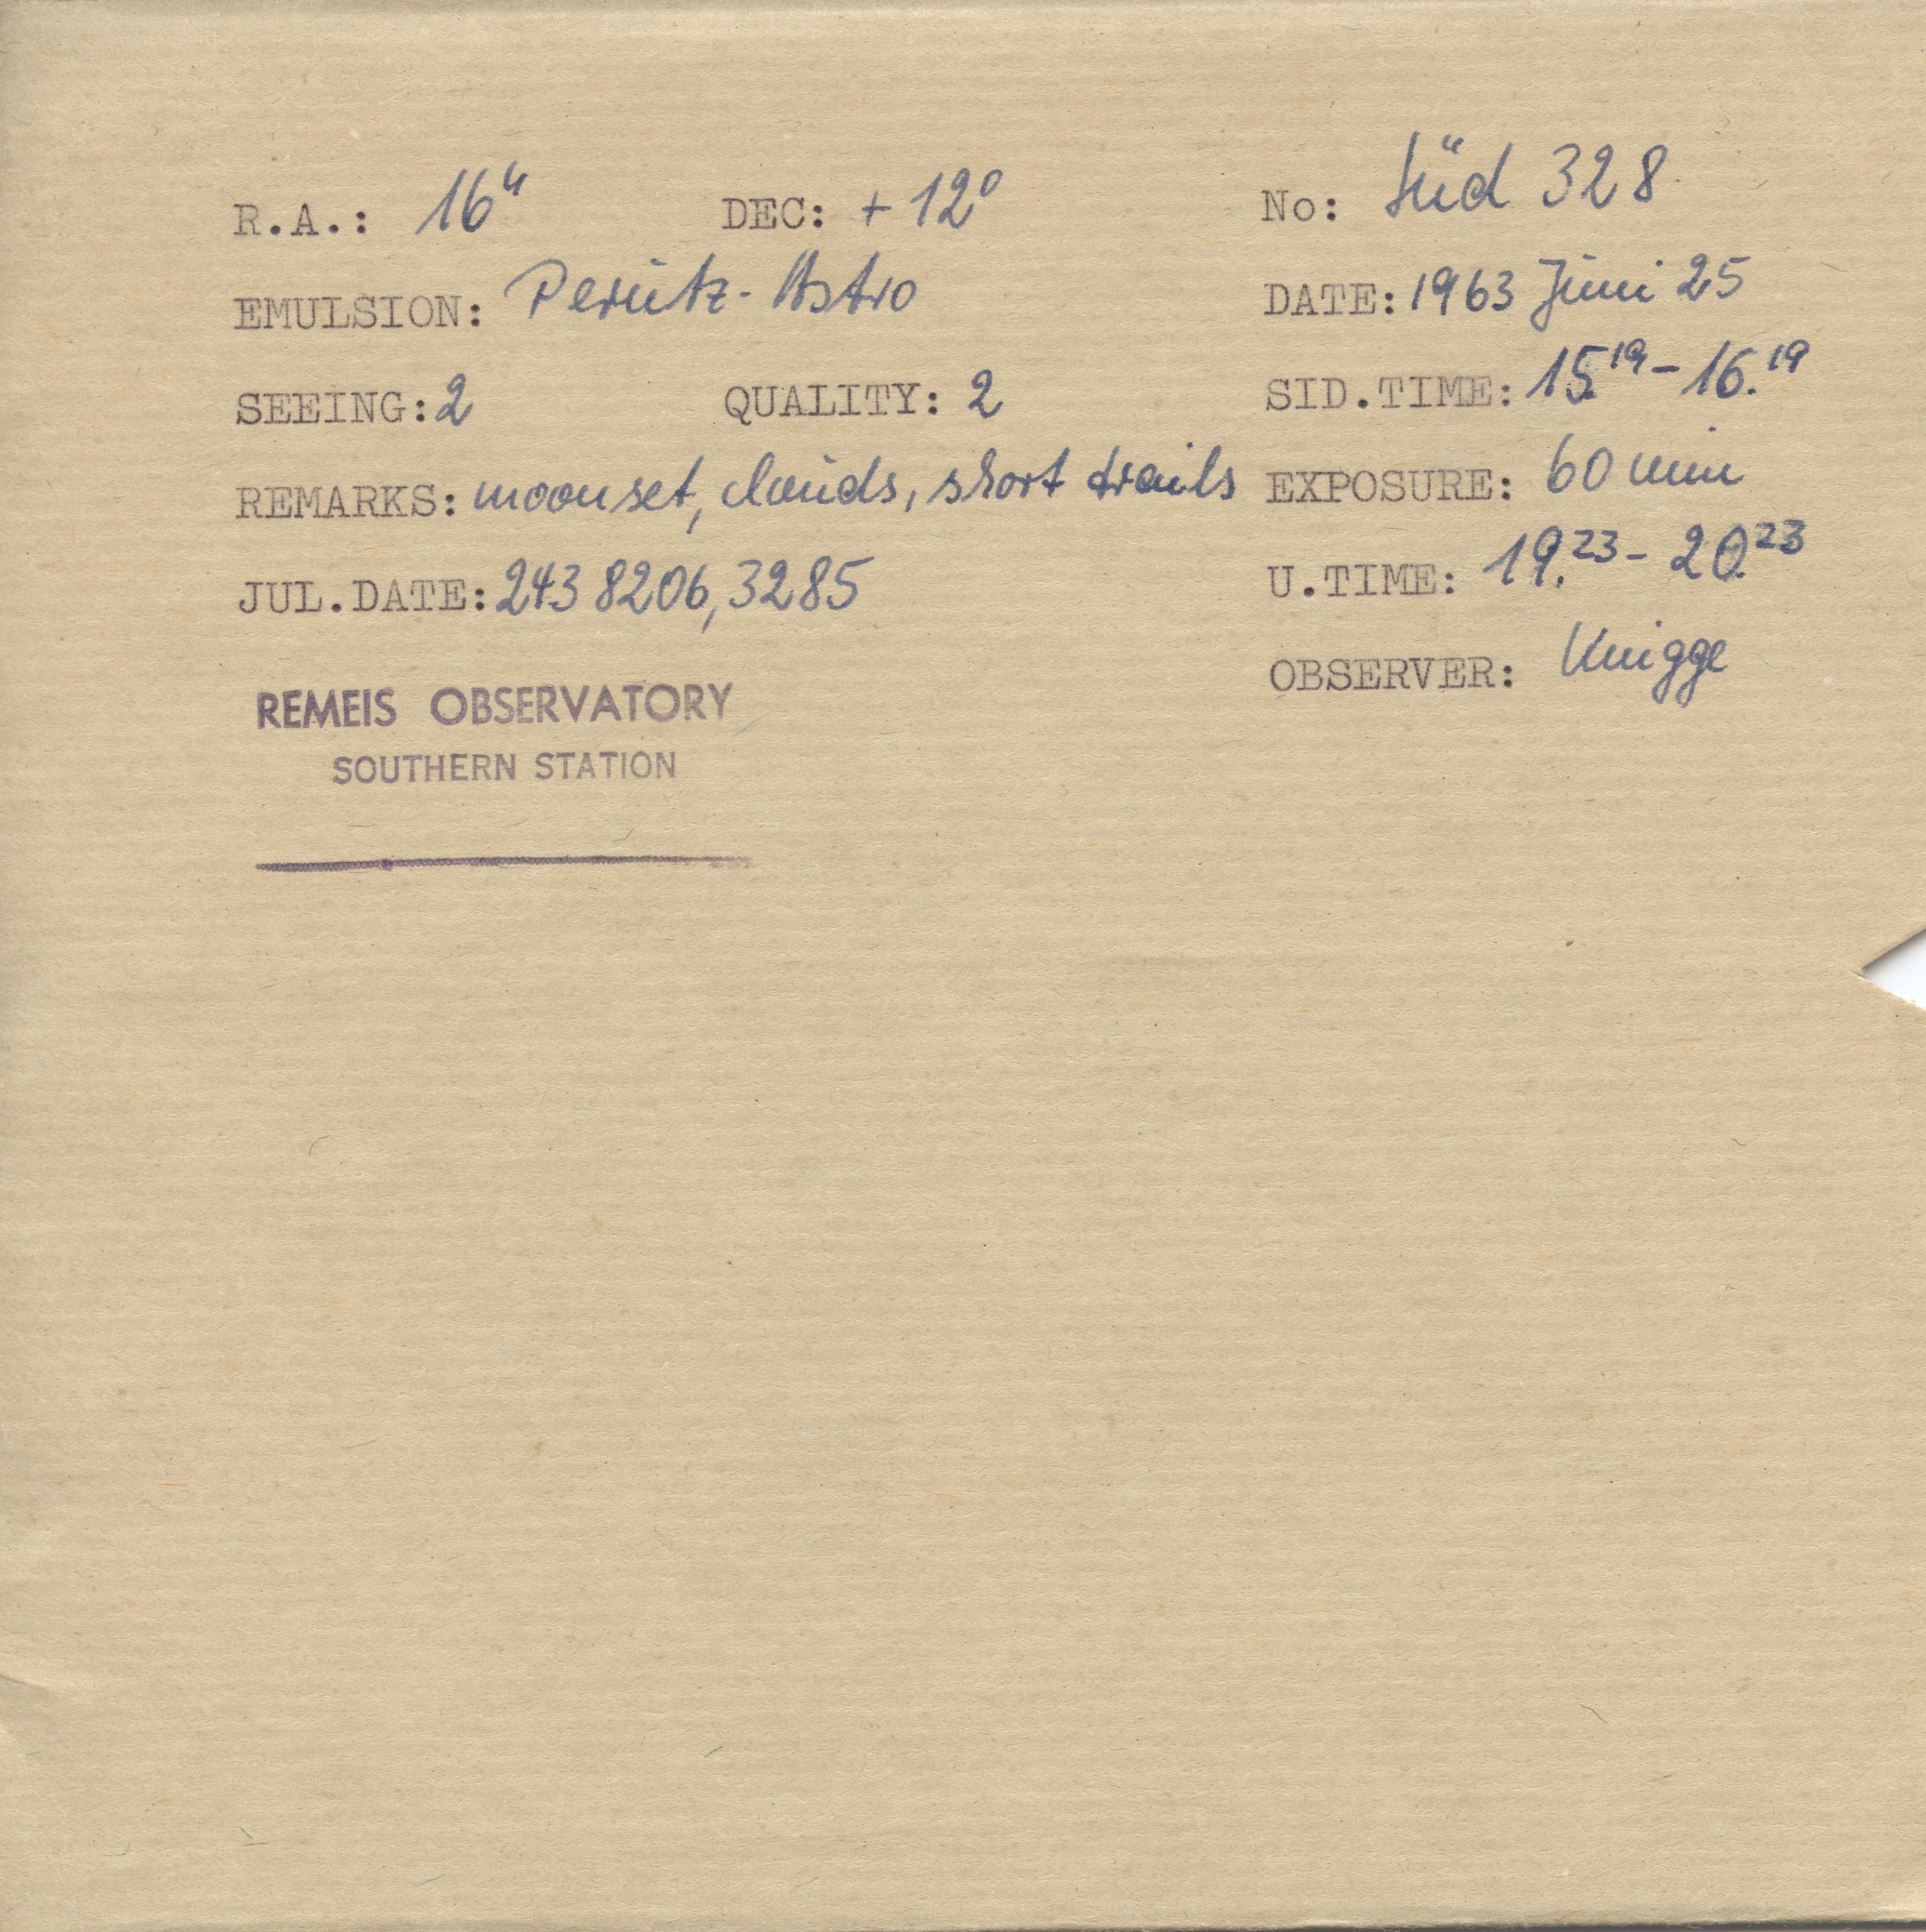 R.A.: 16ʰ DEC: +12° No: Süd 328
EMULSION: Perutz-Astro DATE: 1963 Juni 25
SEEING: 2 QUALITY: 2 SID.TIME: 15.¹⁹ - 16.¹⁹
REMARKS: moonset, clouds, short trails EXPOSURE: 60 min
JUL.DATE: 243 8206,3285 U.TIME: 19.²³ - 20.²³
OBSERVER: Knigge
REMEIS OBSERVATORY
SOUTHERN STATION